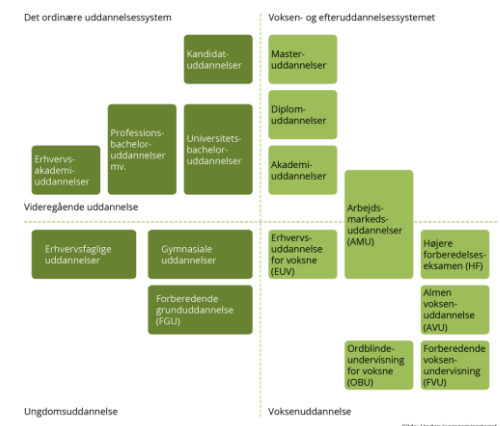 Det ordinære uddannelsessystem
Voksen- og efteruddannelsessystemet
Kandidat-
uddannelser
Master-
uddannelser
Erhvervs-
akademi-
uddannelser
Professions-
bachelor-
uddannelser
mv.
Universitets-
bachelor-
uddannelser
Diplom-
uddannelser
Akademi-
uddannelser
Videregående uddannelse
Arbejds-
markeds-
uddannelser
(AMU)
Erhvervsfaglige
uddannelser
Gymnasiale
uddannelser
Erhvervs-
uddannelse
for voksne
(EUV)
Højere
forberedelses-
eksamen (HF)
Forberedende
grunduddannelse
(FGU)
Almen
voksen-
uddannelse
(AVU)
Ordblinde-
undervisning
for voksne
(OBU)
Forberedende
voksen-
undervisning
(FVU)
Ungdomsuddannelse
Voksenuddannelse